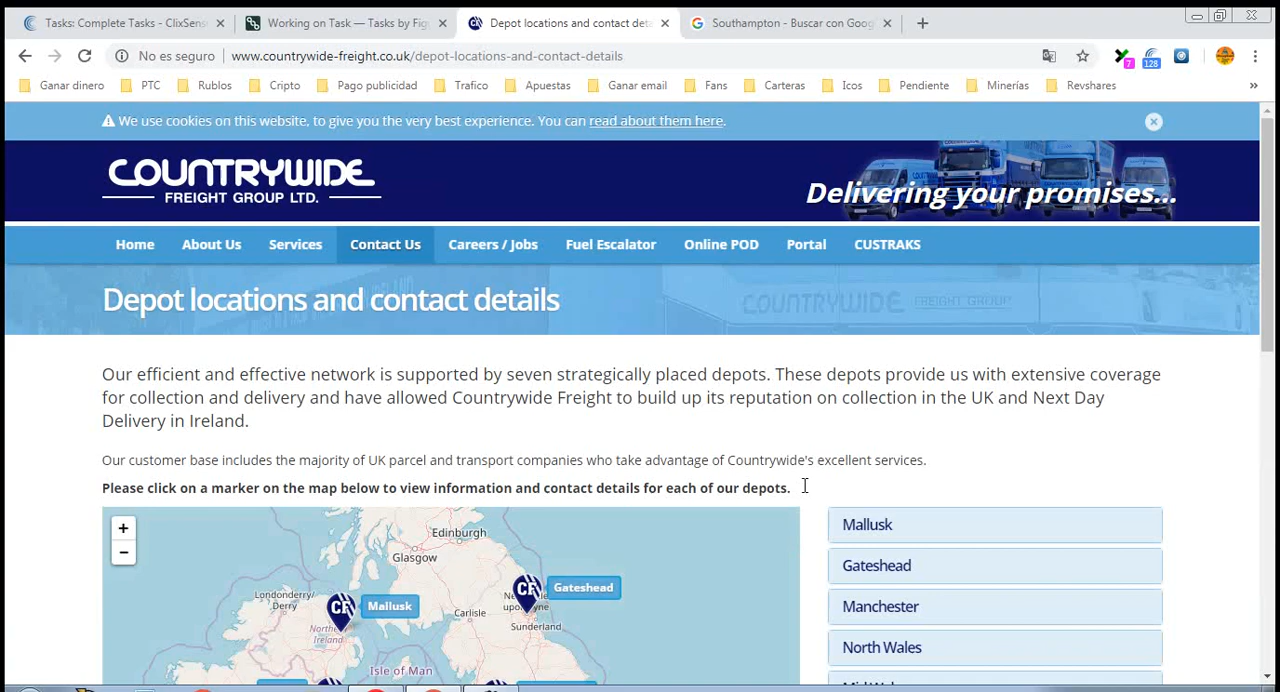 Tasks: Complete Tasks - ClixSens
Working on Task — Tasks by Fig
Depot locations and contact det
Southampton - Buscar con Goog
No es seguro
www.countrywide-freight.co.uk/depot-locations-and-contact-details
7
128
Ganar dinero
PTC
Rublos
Cripto
Pago publicidad
Trafico
Apuestas
Ganar email
Fans
Carteras
Icos
Pendiente
Minerías
Revshares
»
We use cookies on this website, to give you the very best experience. You can read about them here.
COUNTRYWIDE
FREIGHT GROUP LTD.
Delivering your promises...
Home
About Us
Services
Contact Us
Careers / Jobs
Fuel Escalator
Online POD
Portal
CUSTRAKS
Depot locations and contact details
COUNTRYWIDE FREIGHT GROUP
Our efficient and effective network is supported by seven strategically placed depots. These depots provide us with extensive coverage
for collection and delivery and have allowed Countrywide Freight to build up its reputation on collection in the UK and Next Day
Delivery in Ireland.
Our customer base includes the majority of UK parcel and transport companies who take advantage of Countrywide's excellent services.
Please click on a marker on the map below to view information and contact details for each of our depots.
+
−
Edinburgh
Glasgow
Londonderry/
Derry
CF
Mallusk
Northern
Ireland
CF
Gateshead
Carlisle
Sunderland
Isle of Man
Mallusk
Gateshead
Manchester
North Wales